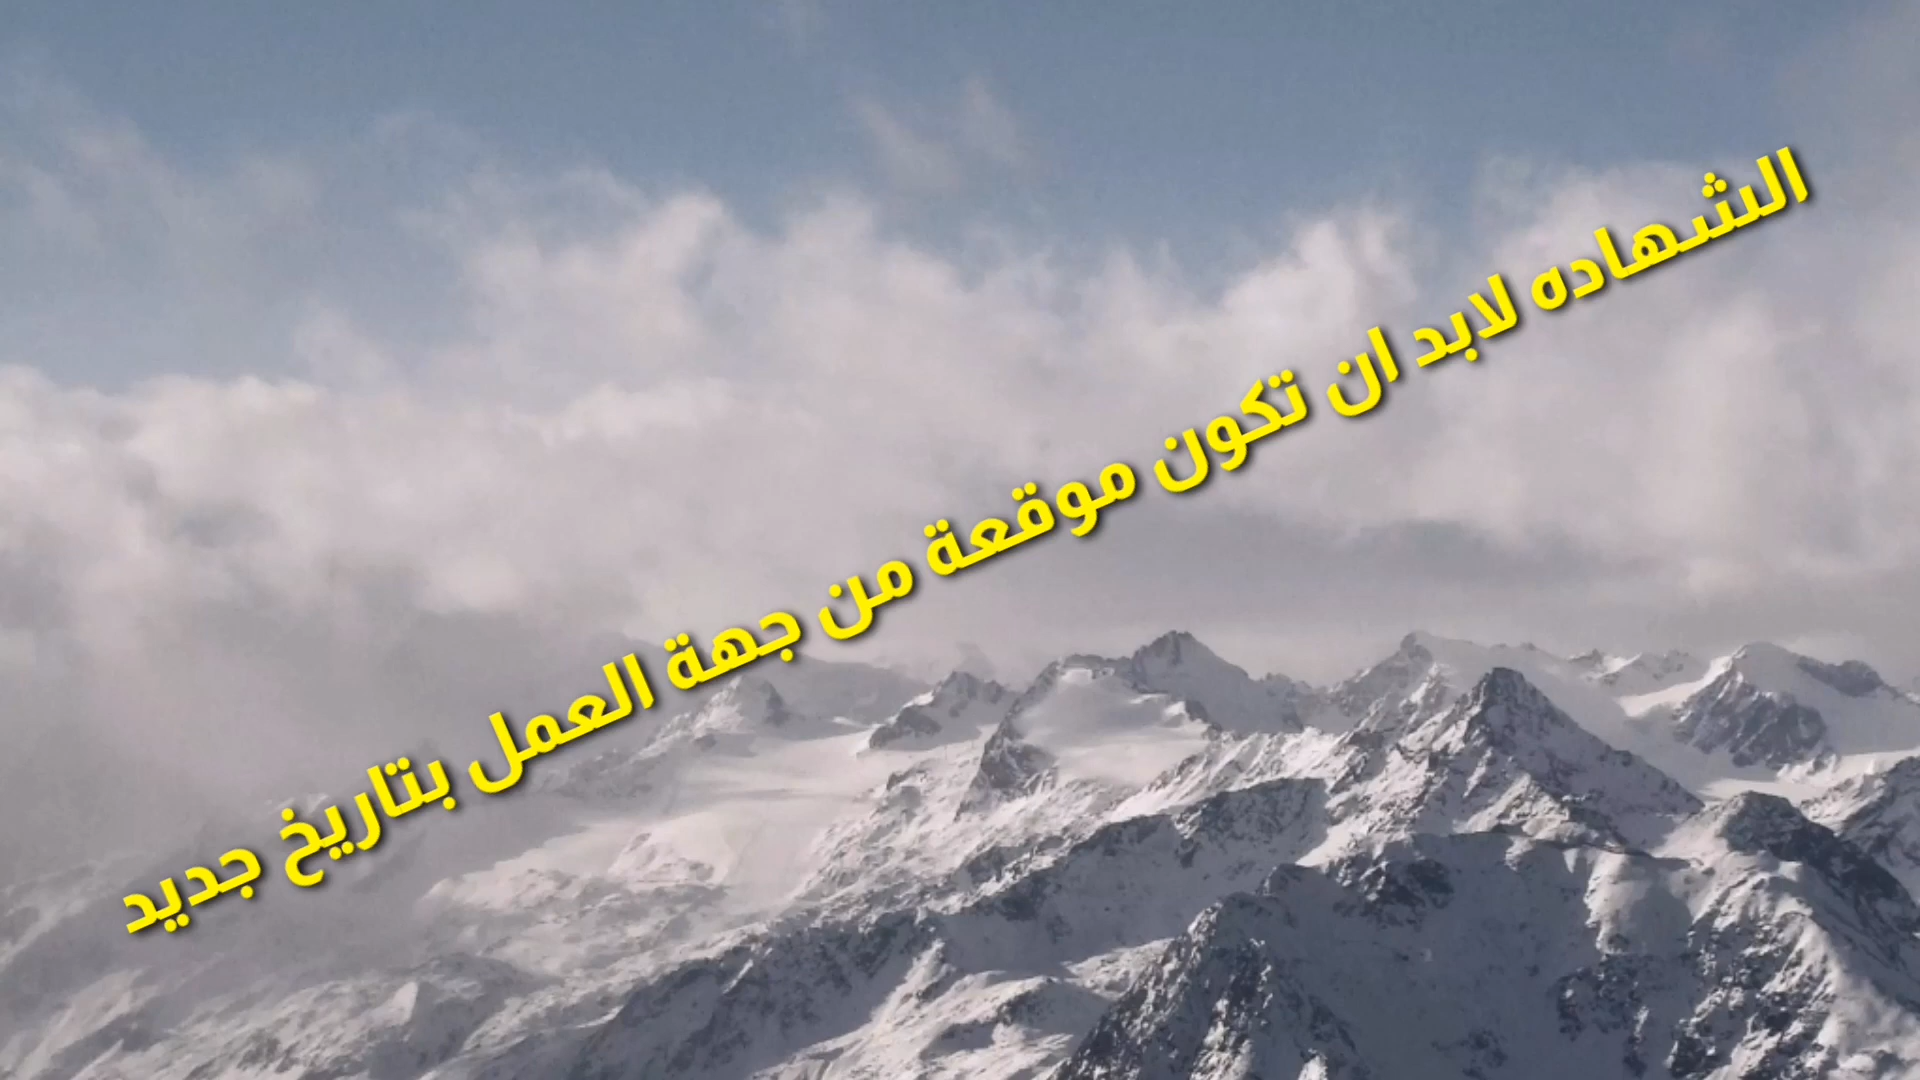 الشهاده لابد ان تكون موقعة من جهة العمل بتاريخ جديد